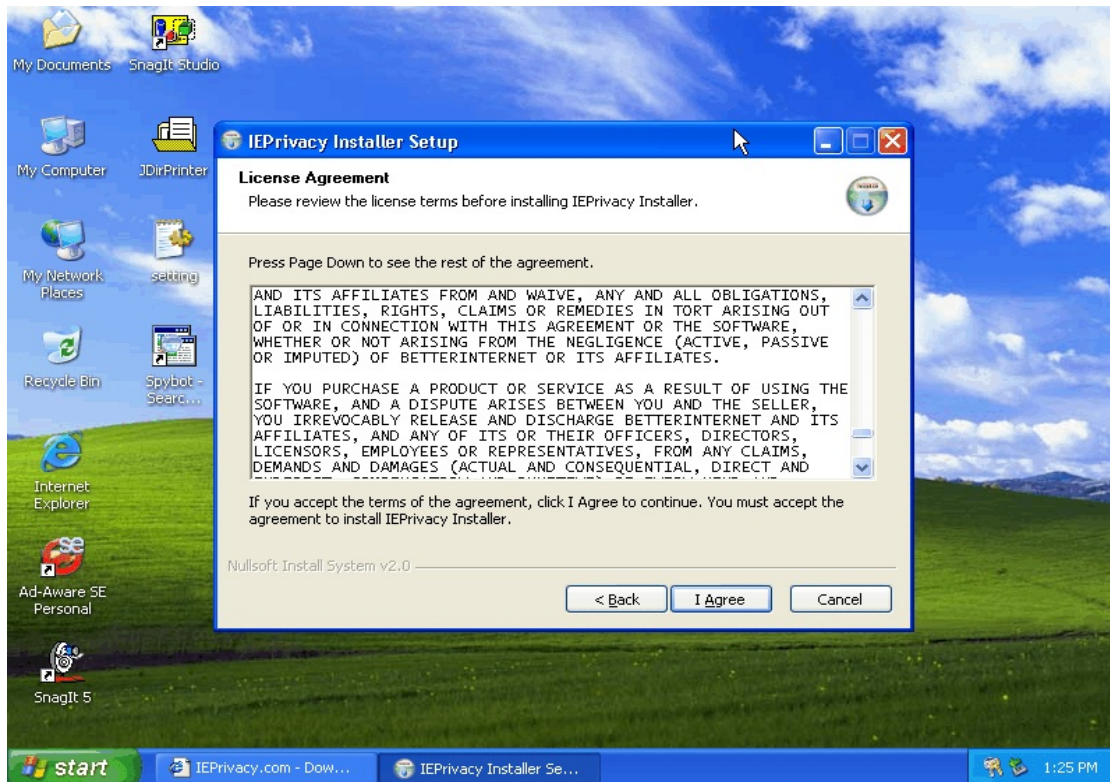 My Documents
SnagIt Studio
My Computer
JDirPrinter
My Network
Places
setting
Recycle Bin
Spybot -
Searc...
Internet
Explorer
Ad-Aware SE
Personal
SnagIt 5
IEPrivacy Installer Setup
License Agreement
Please review the license terms before installing IEPrivacy Installer.
Press Page Down to see the rest of the agreement.
AND ITS AFFILIATES FROM AND WAIVE, ANY AND ALL OBLIGATIONS,
LIABILITIES, RIGHTS, CLAIMS OR REMEDIES IN TORT ARISING OUT
OF OR IN CONNECTION WITH THIS AGREEMENT OR THE SOFTWARE,
WHETHER OR NOT ARISING FROM THE NEGLIGENCE (ACTIVE, PASSIVE
OR IMPUTED) OF BETTERINTERNET OR ITS AFFILIATES.
IF YOU PURCHASE A PRODUCT OR SERVICE AS A RESULT OF USING THE
SOFTWARE, AND A DISPUTE ARISES BETWEEN YOU AND THE SELLER,
YOU IRREVOCABLY RELEASE AND DISCHARGE BETTERINTERNET AND ITS
AFFILIATES, AND ANY OF ITS OR THEIR OFFICERS, DIRECTORS,
LICENSORS, EMPLOYEES OR REPRESENTATIVES, FROM ANY CLAIMS,
DEMANDS AND DAMAGES (ACTUAL AND CONSEQUENTIAL, DIRECT AND
If you accept the terms of the agreement, click I Agree to continue. You must accept the
agreement to install IEPrivacy Installer.
Nullsoft Install System v2.0
< Back
I Agree
Cancel
start
IEPrivacy.com - Dow...
IEPrivacy Installer Se...
1:25 PM